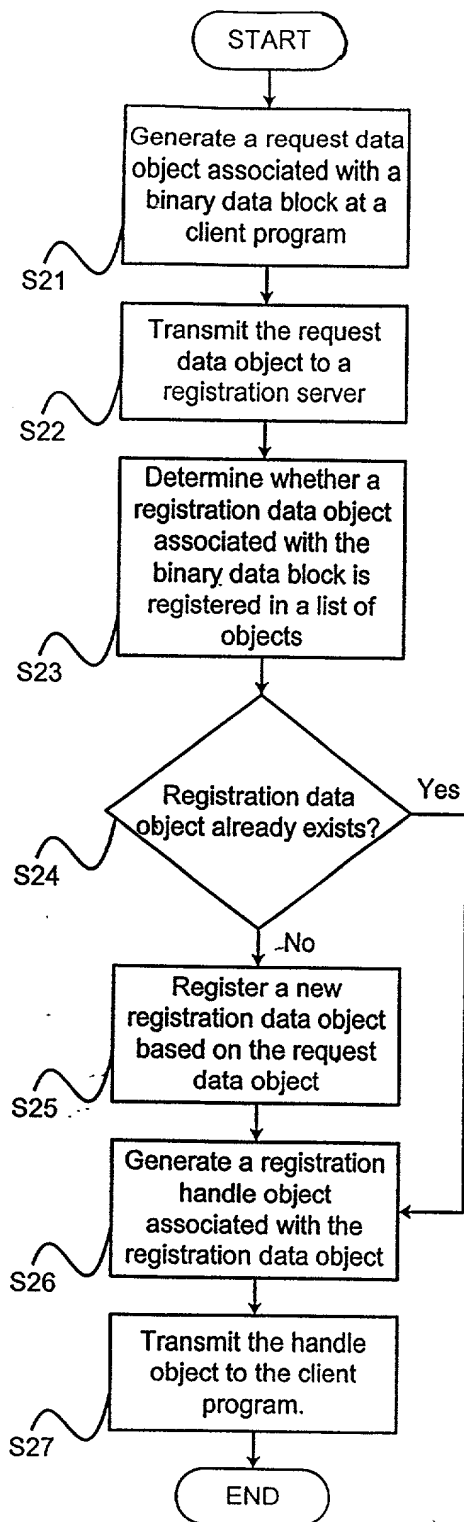 START
Generate a request data
object associated with a
binary data block at a
client program
S21
Transmit the request
data object to a
registration server
S22
Determine whether a
registration data object
associated with the
binary data block is
registered in a list of
objects
S23
Registration data
object already exists?
Yes
S24
No
Register a new
registration data object
based on the request
data object
S25
Generate a registration
handle object
associated with the
registration data object
S26
Transmit the handle
object to the client
program.
S27
END